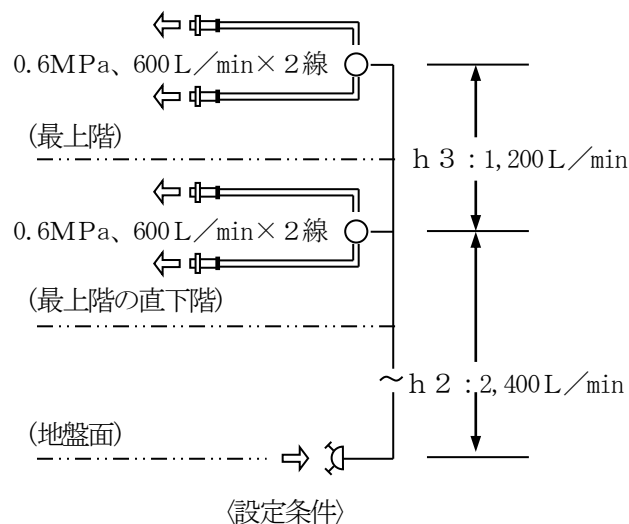 0.6MPa、600L／min×2線
(最上階)
h3：1,200L／min
0.6MPa、600L／min×2線
(最上階の直下階)
h2：2,400L／min
(地盤面)
〈設定条件〉